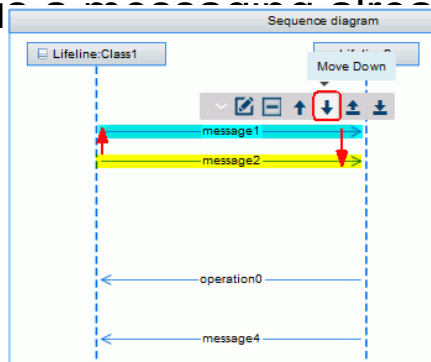 Sequence diagram
Lifeline:Class1
Move Down
message1
message2
operation0
message4